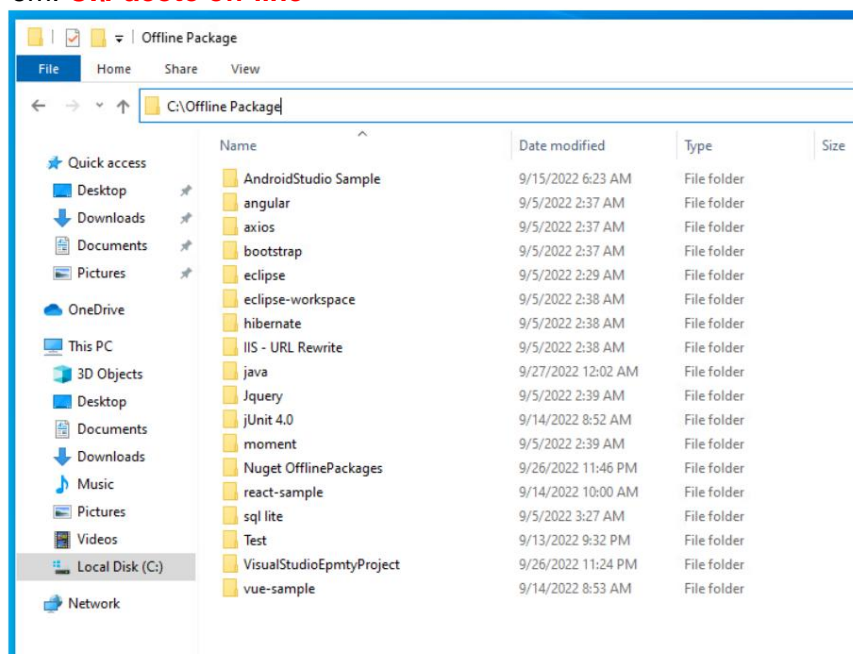 Offline Package
File Home Share View
C:\Offline Package
Name Date modified Type Size
Quick access
Desktop
Downloads
Documents
Pictures
OneDrive
This PC
3D Objects
Desktop
Documents
Downloads
Music
Pictures
Videos
Local Disk (C:)
Network
AndroidStudio Sample 9/15/2022 6:23 AM File folder
angular 9/5/2022 2:37 AM File folder
axios 9/5/2022 2:37 AM File folder
bootstrap 9/5/2022 2:37 AM File folder
eclipse 9/5/2022 2:29 AM File folder
eclipse-workspace 9/5/2022 2:38 AM File folder
hibernate 9/5/2022 2:38 AM File folder
IIS - URL Rewrite 9/5/2022 2:38 AM File folder
java 9/27/2022 12:02 AM File folder
Jquery 9/5/2022 2:39 AM File folder
jUnit 4.0 9/14/2022 8:52 AM File folder
moment 9/5/2022 2:39 AM File folder
Nuget OfflinePackages 9/26/2022 11:46 PM File folder
react-sample 9/14/2022 10:00 AM File folder
sql lite 9/5/2022 3:27 AM File folder
Test 9/13/2022 9:32 PM File folder
VisualStudioEpmtyProject 9/26/2022 11:24 PM File folder
vue-sample 9/14/2022 8:53 AM File folder